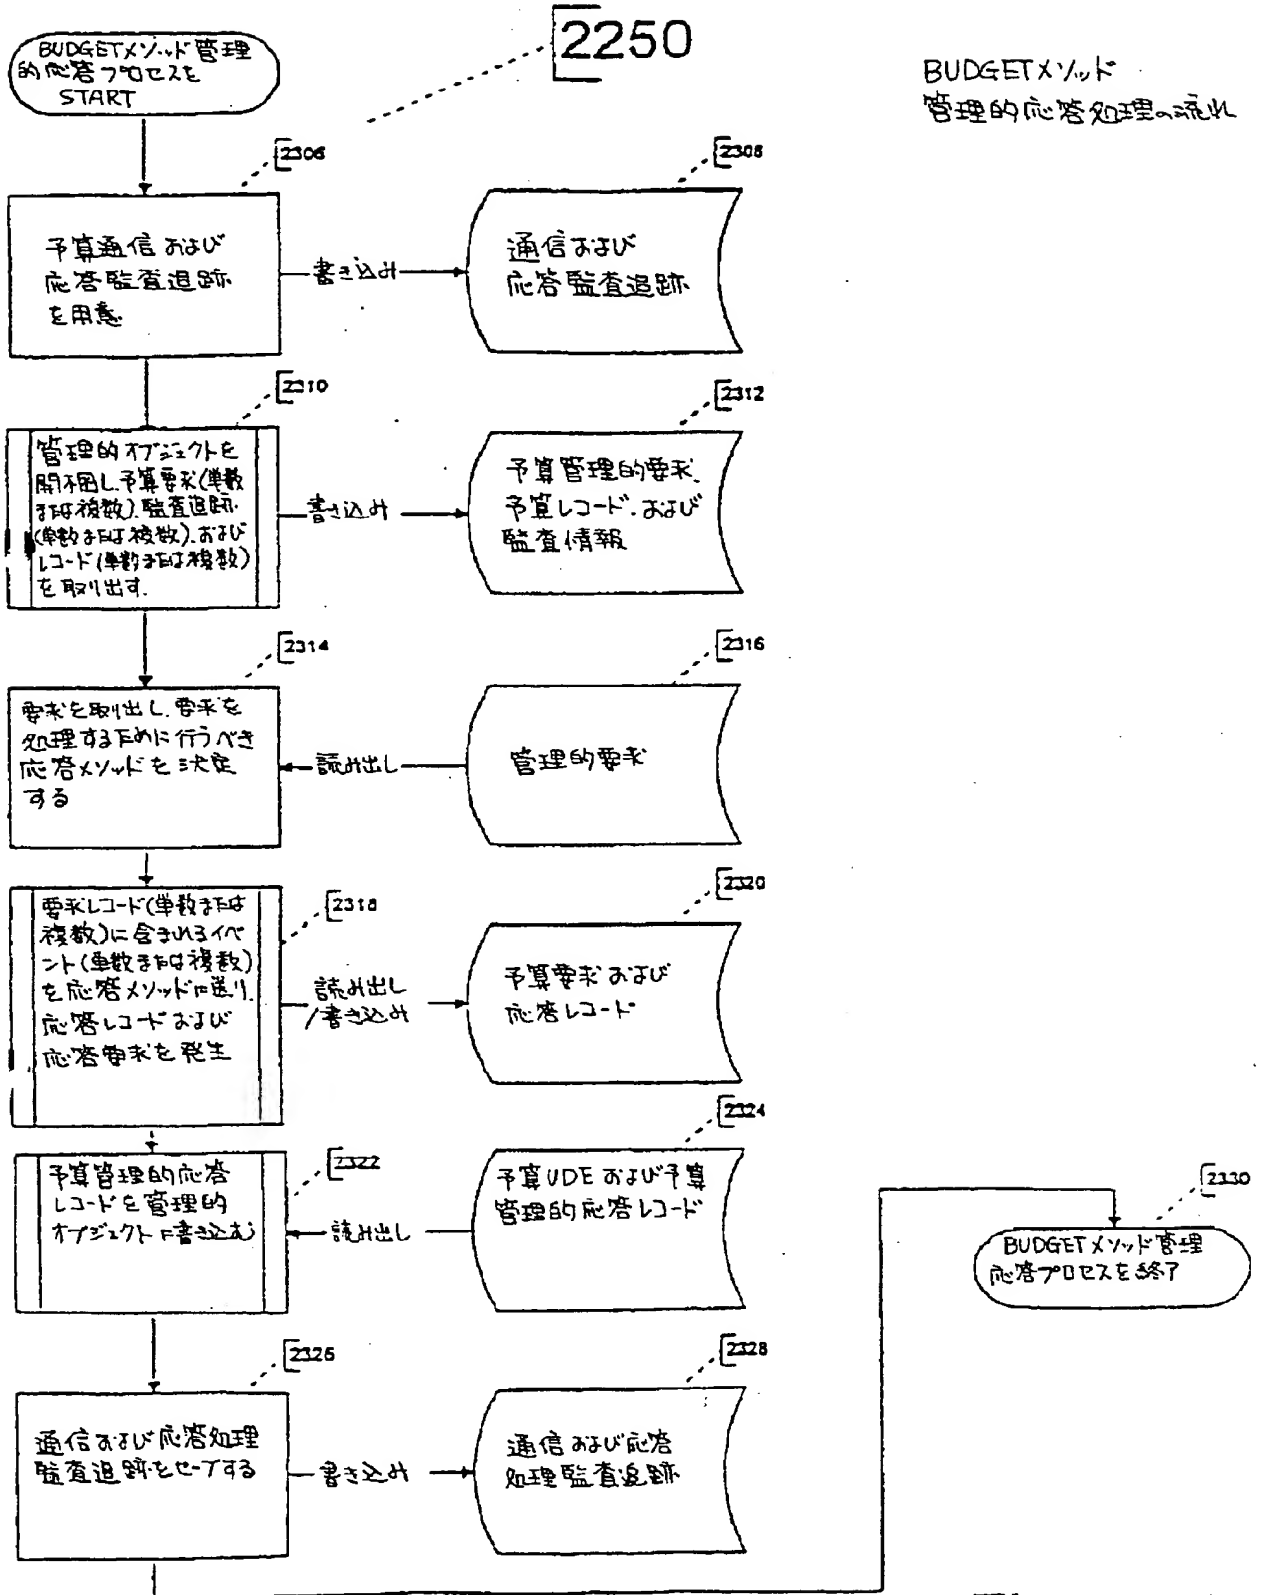 2250
BUDGETメソッド管理
的応答プロセスを
START
BUDGETメソッド
管理的応答処理の流れ
2306
2308
予算通信および
応答監査追跡
を用意
書き込み
通信および
応答監査追跡
2310
2312
管理的オブジェクトを
開梱し、予算要求(単数
または複数)、監査追跡
(単数または複数)、および
レコード(単数または複数)
を取り出す.
書き込み
予算管理的要求、
予算レコード、および
監査情報
2314
2316
要求を取り出し、要求を
処理するために行うべき
応答メソッドを決定
する
読み出し
管理的要求
2318
2320
要求レコード(単数または
複数)に含まれるイベ
ント(単数または複数)
を応答メソッドに送り、
応答レコードおよび
応答要求を発生
読み出し
/書き込み
予算要求および
応答レコード
2322
2324
予算管理的応答
レコードを管理的
オブジェクトに書き込む
読み出し
予算UDEおよび予算
管理的応答レコード
2330
BUDGETメソッド管理
応答プロセスを終了
2326
2328
通信および応答処理
監査追跡をセーブする
書き込み
通信および応答
処理監査追跡